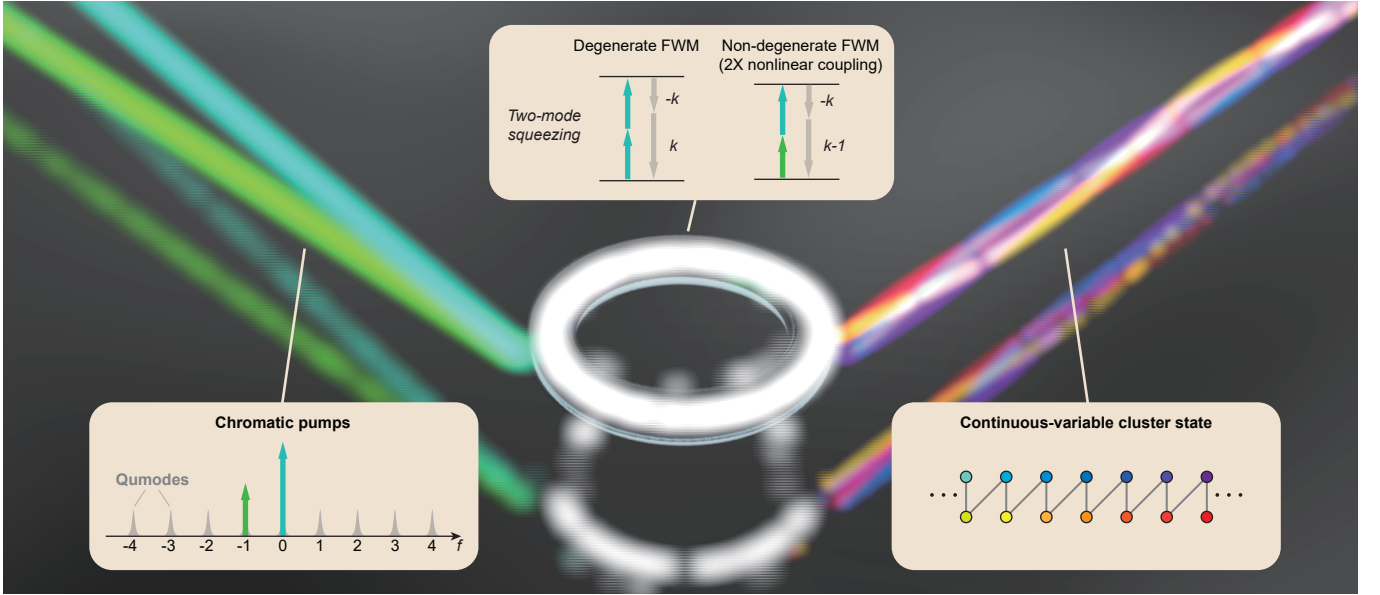 Degenerate FWM
Non-degenerate FWM
(2X nonlinear coupling)
Two-mode
squeezing
-k
k
-k
k-1
Chromatic pumps
Qumodes
-4 -3 -2 -1 0 1 2 3 4 f
Continuous-variable cluster state